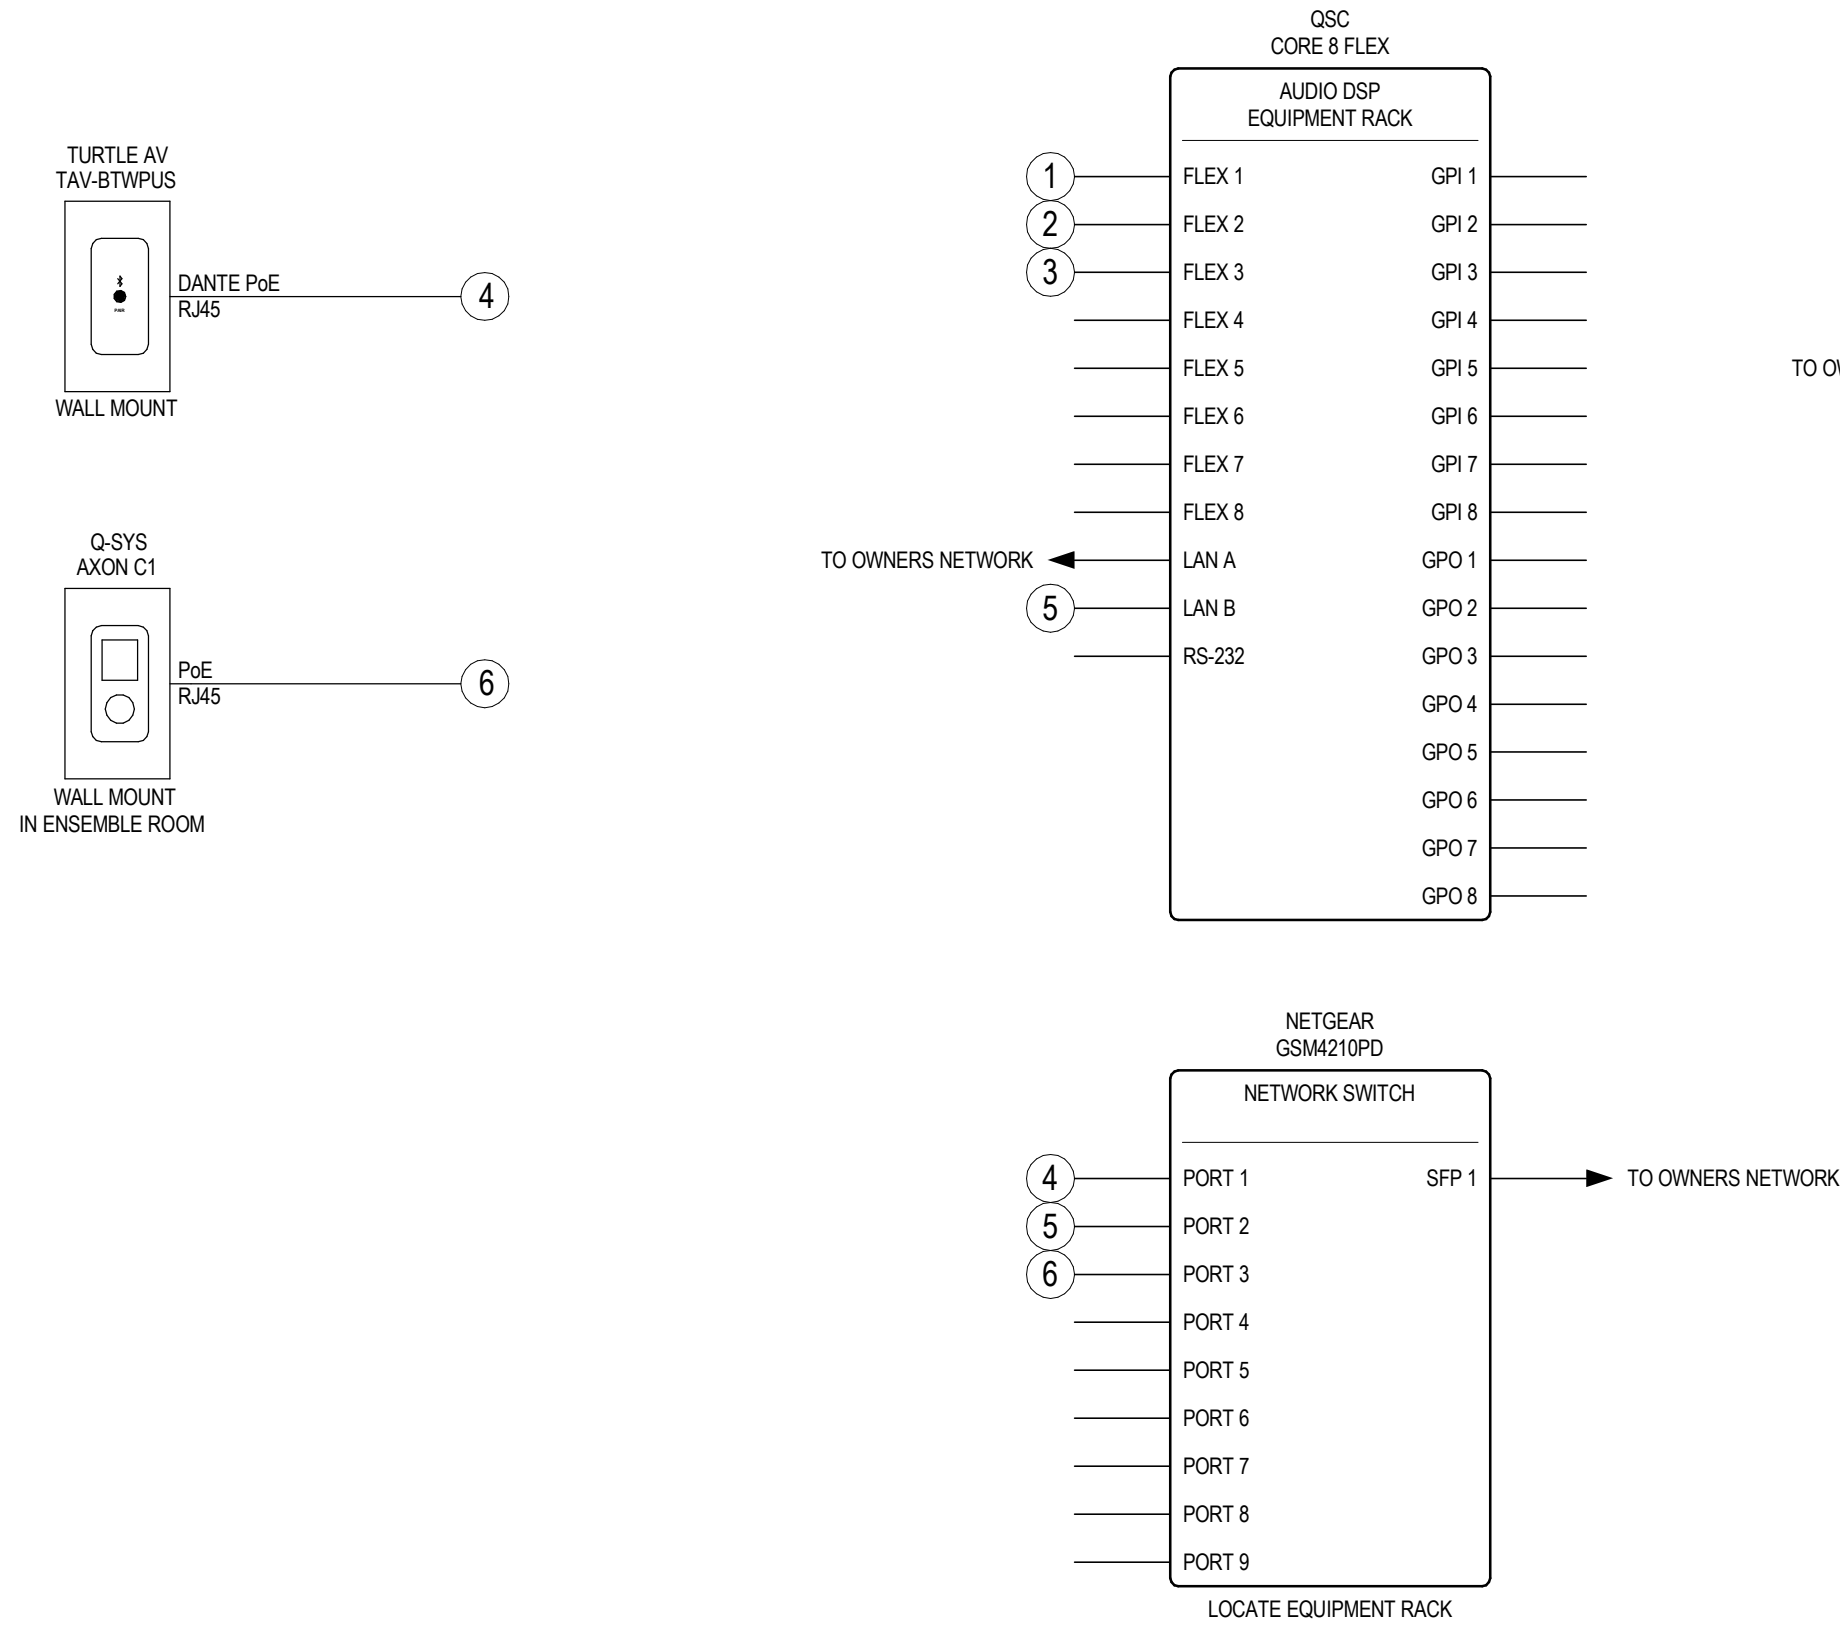 TURTLE AV
TAV-BTWPUS
PAIR
DANTE PoE
RJ45
4
WALL MOUNT
Q-SYS
AXON C1
PoE
RJ45
6
WALL MOUNT
IN ENSEMBLE ROOM
QSC
CORE 8 FLEX
AUDIO DSP
EQUIPMENT RACK
1 FLEX 1 GPI 1
2 FLEX 2 GPI 2
3 FLEX 3 GPI 3
FLEX 4 GPI 4
FLEX 5 GPI 5
FLEX 6 GPI 6
FLEX 7 GPI 7
FLEX 8 GPI 8
TO OWNERS NETWORK LAN A GPO 1
5 LAN B GPO 2
RS-232 GPO 3
GPO 4
GPO 5
GPO 6
GPO 7
GPO 8
TO
NETGEAR
GSM4210PD
NETWORK SWITCH
4 PORT 1 SFP 1 TO OWNERS NETWORK
5 PORT 2
6 PORT 3
PORT 4
PORT 5
PORT 6
PORT 7
PORT 8
PORT 9
LOCATE EQUIPMENT RACK